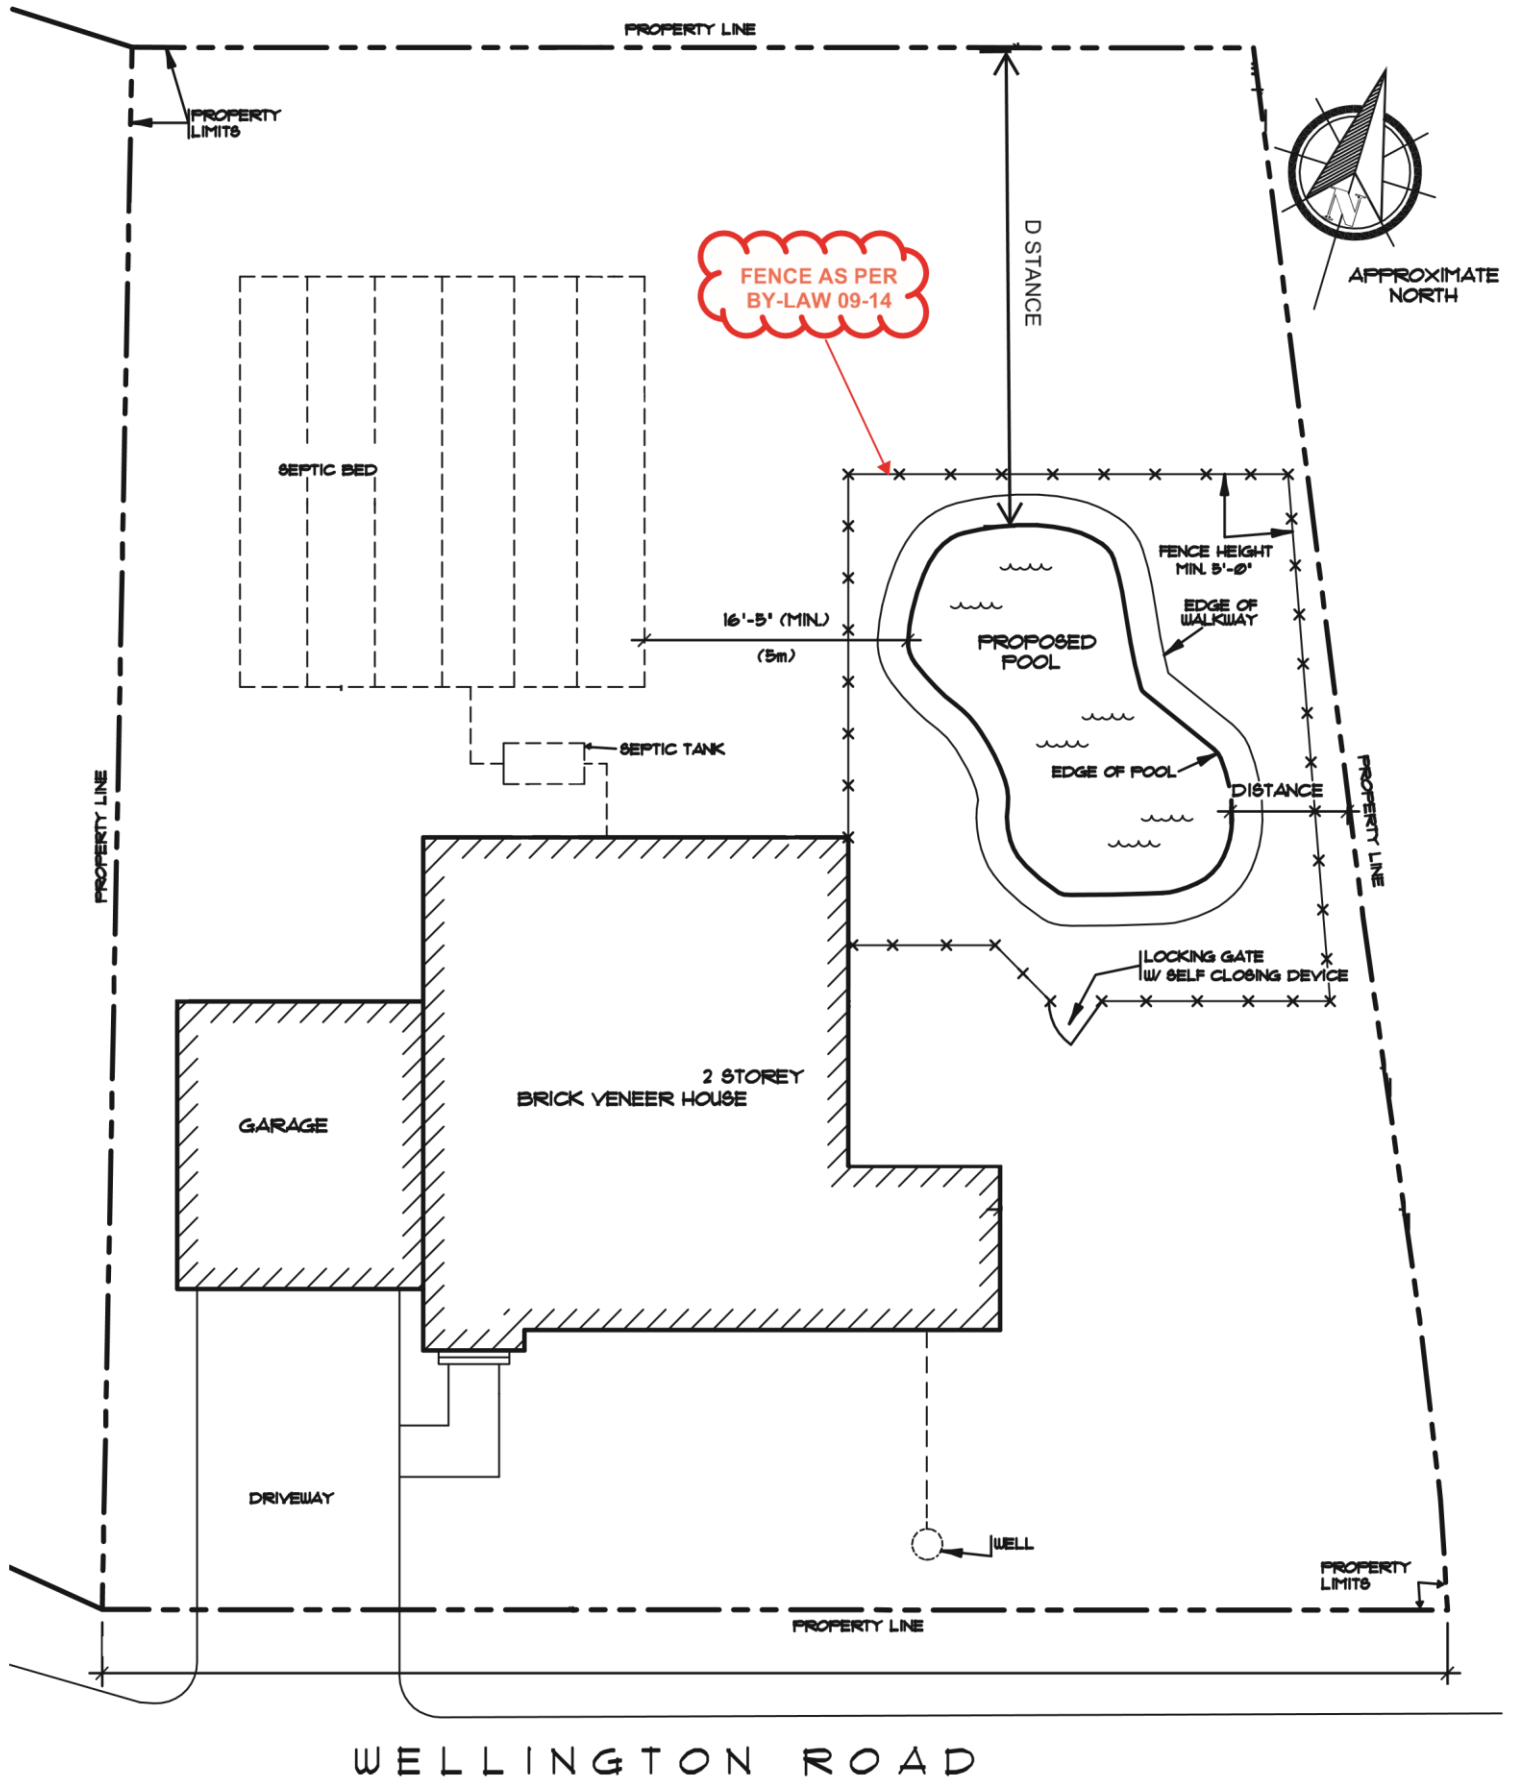 PROPERTY LINE
PROPERTY
LIMITS
N
APPROXIMATE
NORTH
D STANCE
FENCE AS PER
BY-LAW 09-14
SEPTIC BED
FENCE HEIGHT
MIN. 5'-0"
EDGE OF
WALKWAY
16'-5" (MIN.)
(5m)
PROPOSED
POOL
SEPTIC TANK
EDGE OF POOL
DISTANCE
PROPERTY LINE
PROPERTY LINE
LOCKING GATE
W/ SELF CLOSING DEVICE
2 STOREY
BRICK VENEER HOUSE
GARAGE
DRIVEWAY
WELL
PROPERTY
LIMITS
PROPERTY LINE
WELLINGTON ROAD